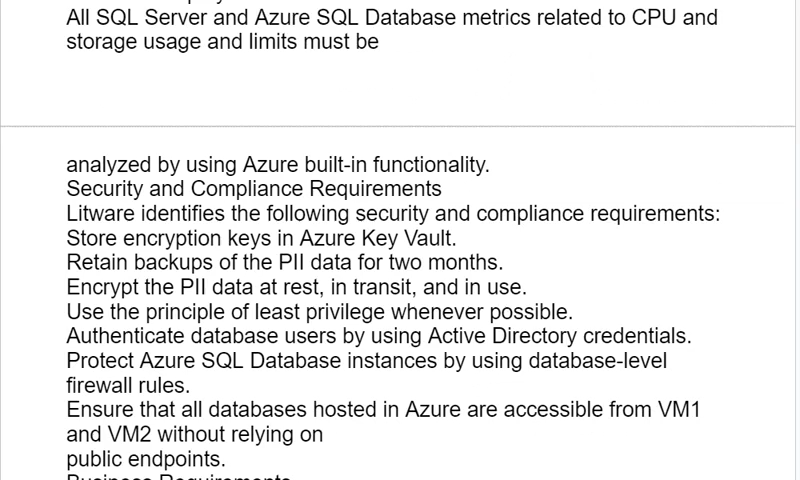 All SQL Server and Azure SQL Database metrics related to CPU and
storage usage and limits must be
analyzed by using Azure built-in functionality.
Security and Compliance Requirements
Litware identifies the following security and compliance requirements:
Store encryption keys in Azure Key Vault.
Retain backups of the PII data for two months.
Encrypt the PII data at rest, in transit, and in use.
Use the principle of least privilege whenever possible.
Authenticate database users by using Active Directory credentials.
Protect Azure SQL Database instances by using database-level
firewall rules.
Ensure that all databases hosted in Azure are accessible from VM1
and VM2 without relying on
public endpoints.
Business Requirements